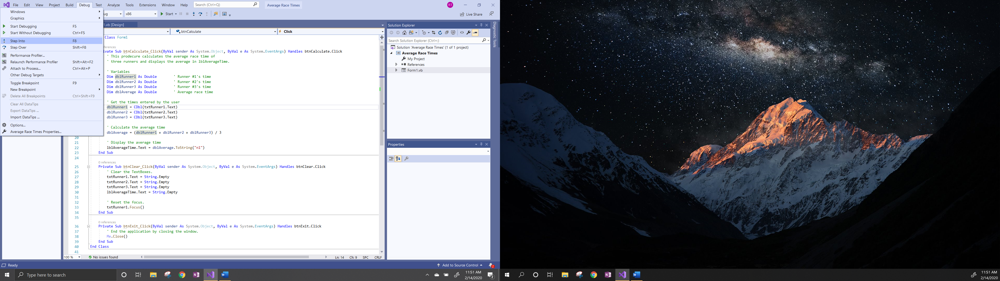 File Edit View Project Build Debug Test Analyze Tools Extensions Window Help Search (Ctrl+Q) Average Race Times RT
Windows
Graphics
Start Debugging F5
Start Without Debugging Ctrl+F5
Step Into F8
Step Over Shift+F8
Performance Profiler...
Relaunch Performance Profiler Shift+Alt+F2
Attach to Process... Ctrl+Alt+P
Other Debug Targets
Toggle Breakpoint F9
New Breakpoint
Delete All Breakpoints Ctrl+Shift+F9
Clear All DataTips
Export DataTips ...
Import DataTips ...
Options...
Average Race Times Properties...
ug x86 Start Live Share
1.vb [Design]
btnCalculate Click
Class Form1
references
ivate Sub btnCalculate_Click(ByVal sender As System.Object, ByVal e As System.EventArgs) Handles btnCalculate.Click
' This prodecure calculates the average race time of
' three runners and displays the average in lblAverageTime.
' Variables
Dim dblRunner1 As Double ' Runner #1's time
Dim dblRunner2 As Double ' Runner #2's time
Dim dblRunner3 As Double ' Runner #3's time
Dim dblAverage As Double ' Average race time
' Get the times entered by the user
dblRunner1 = CDbl(txtRunner1.Text)
dblRunner2 = CDbl(txtRunner2.Text)
dblRunner3 = CDbl(txtRunner3.Text)
' Calculate the average time
dblAverage = (dblRunner1 + dblRunner2 + dblRunner3) / 3
20
21 ' Display the average time
22 lblAverageTime.Text = dblAverage.ToString("n1")
23 End Sub
24
0 references
25 Private Sub btnClear_Click(ByVal sender As System.Object, ByVal e As System.EventArgs) Handles btnClear.Click
26 ' Clear the TextBoxes.
27 txtRunner1.Text = String.Empty
28 txtRunner2.Text = String.Empty
29 txtRunner3.Text = String.Empty
30 lblAverageTime.Text = String.Empty
31
32 ' Reset the focus.
33 txtRunner1.Focus()
34 End Sub
35
0 references
36 Private Sub btnExit_Click(ByVal sender As System.Object, ByVal e As System.EventArgs) Handles btnExit.Click
37 ' End the application by closing the window.
38 Me.Close()
39 End Sub
40 End Class
41
100 % No issues found Ln: 14 Ch: 9 SPC CRLF
Solution Explorer
Search Solution Explorer (Ctrl+;)
Solution 'Average Race Times' (1 of 1 project)
VB Average Race Times
My Project
References
Form1.vb
Properties
Diagnostic Tools
Ready Add to Source Control 2
Type here to search 11:51 AM
2/14/2020 2
11:51 AM
2/14/2020